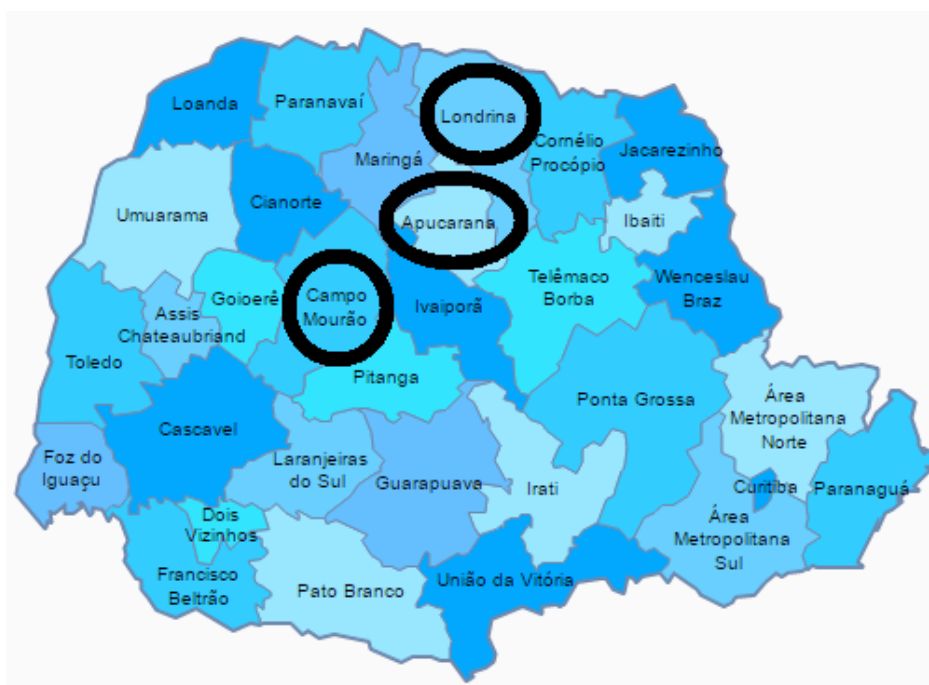 Loanda
Paranavaí
Londrina
Maringá
Cornélio
Procópio
Jacarezinho
Umuarama
Cianorte
Apucarana
Ibaiti
Goioerê
Campo
Mourão
Ivaiporã
Telêmaco
Borba
Wenceslau
Braz
Assis
Chateaubriand
Toledo
Pitanga
Ponta Grossa
Área
Metropolitana
Norte
Cascavel
Foz do
Iguaçu
Laranjeiras
do Sul
Guarapuava
Irati
Curitiba
Paranaguá
Dois
Vizinhos
Área
Metropolitana
Sul
Francisco
Beltrão
Pato Branco
União da Vitória